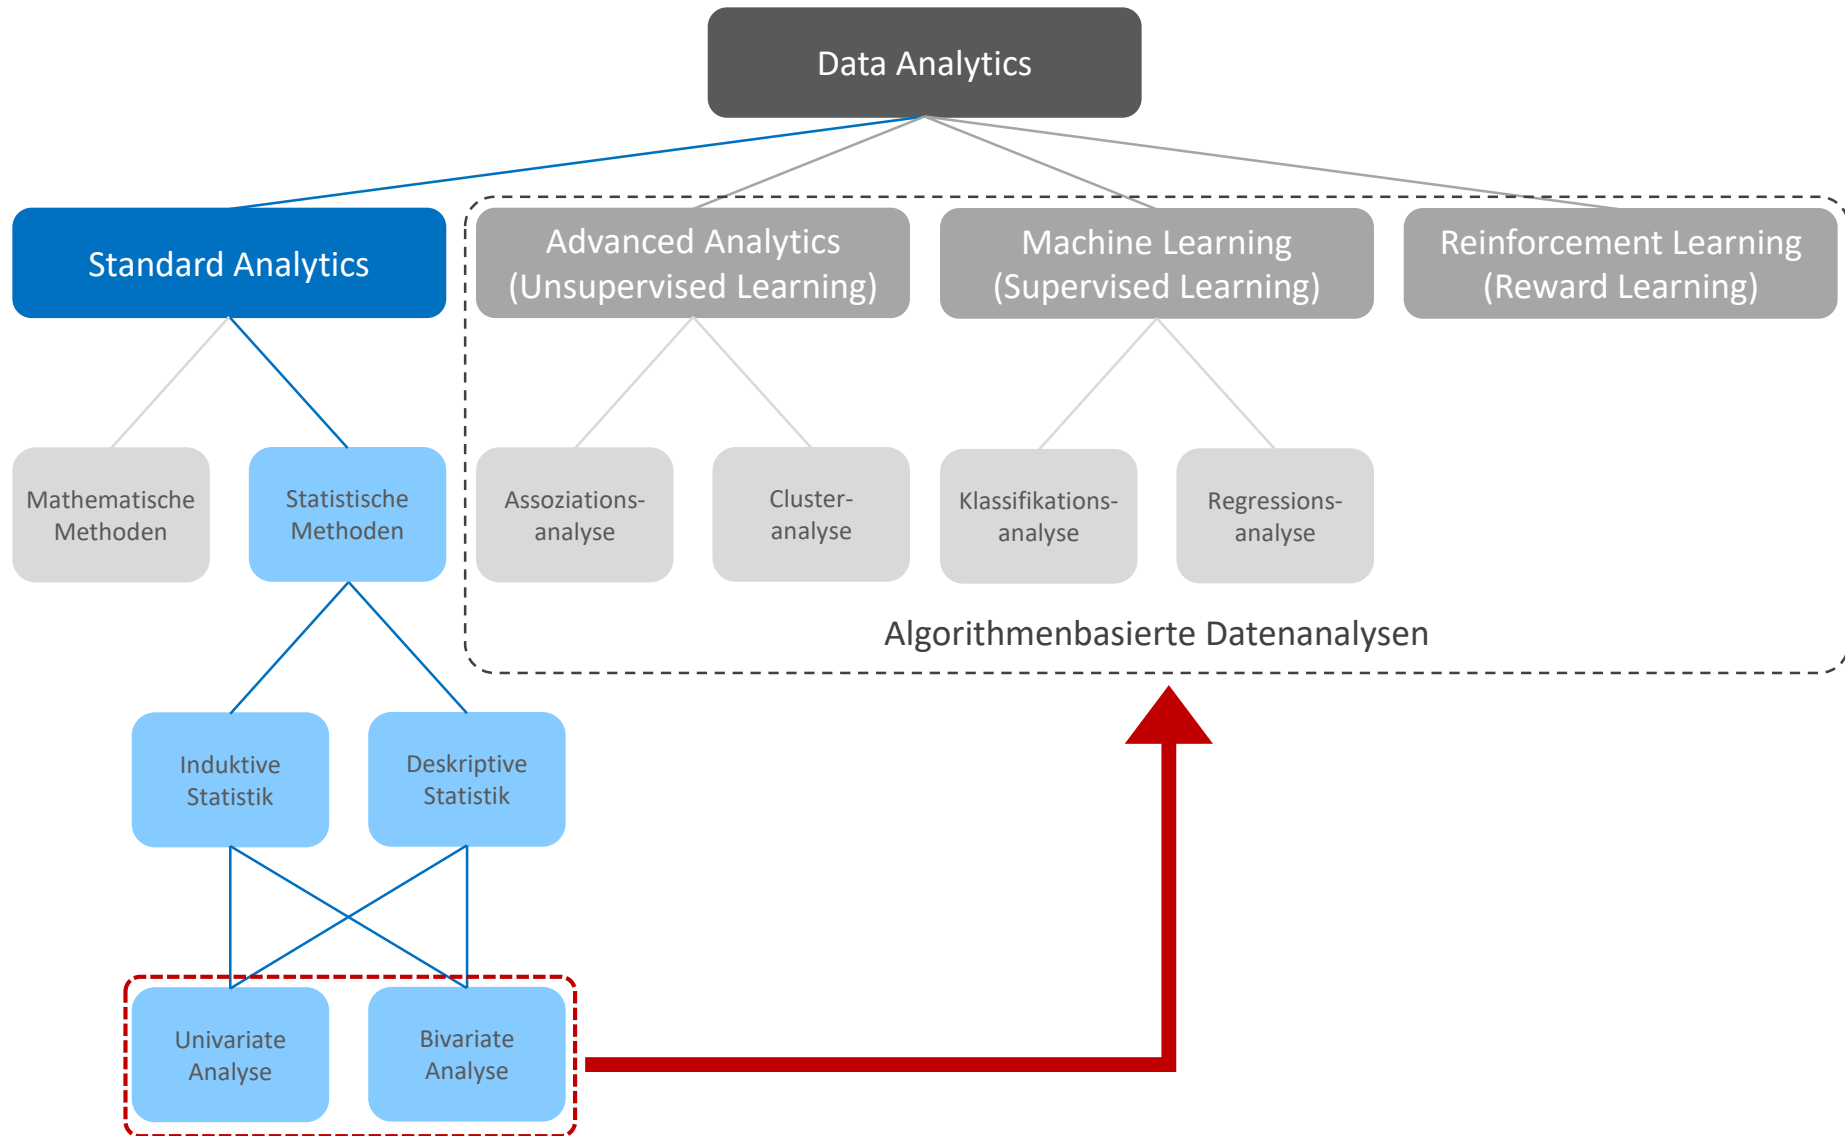 Data Analytics
Standard Analytics
Advanced Analytics
(Unsupervised Learning)
Machine Learning
(Supervised Learning)
Reinforcement Learning
(Reward Learning)
Mathematische
Methoden
Statistische
Methoden
Assoziations-
analyse
Cluster-
analyse
Klassifikations-
analyse
Regressions-
analyse
Algorithmenbasierte Datenanalysen
Induktive
Statistik
Deskriptive
Statistik
Univariate
Analyse
Bivariate
Analyse